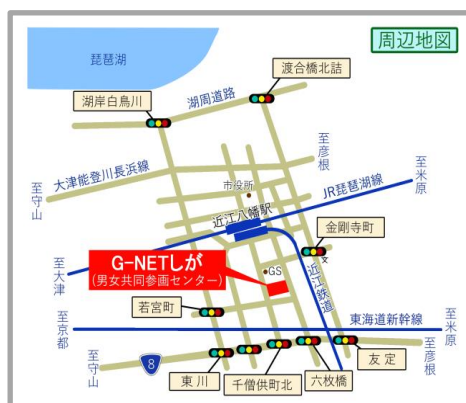 周辺地図
琵琶湖
渡合橋北詰
湖岸白鳥川
湖周道路
至彦根
至米原
大津能登川長浜線
至守山
市役所
JR琵琶湖線
近江八幡駅
金剛寺町
G-NETしが
(男女共同参画センター)
GS
近江鉄道
至大津
若宮町
至京都
東海道新幹線
至米原
至守山
8
東川
千僧供町北
六枚橋
友定
至彦根